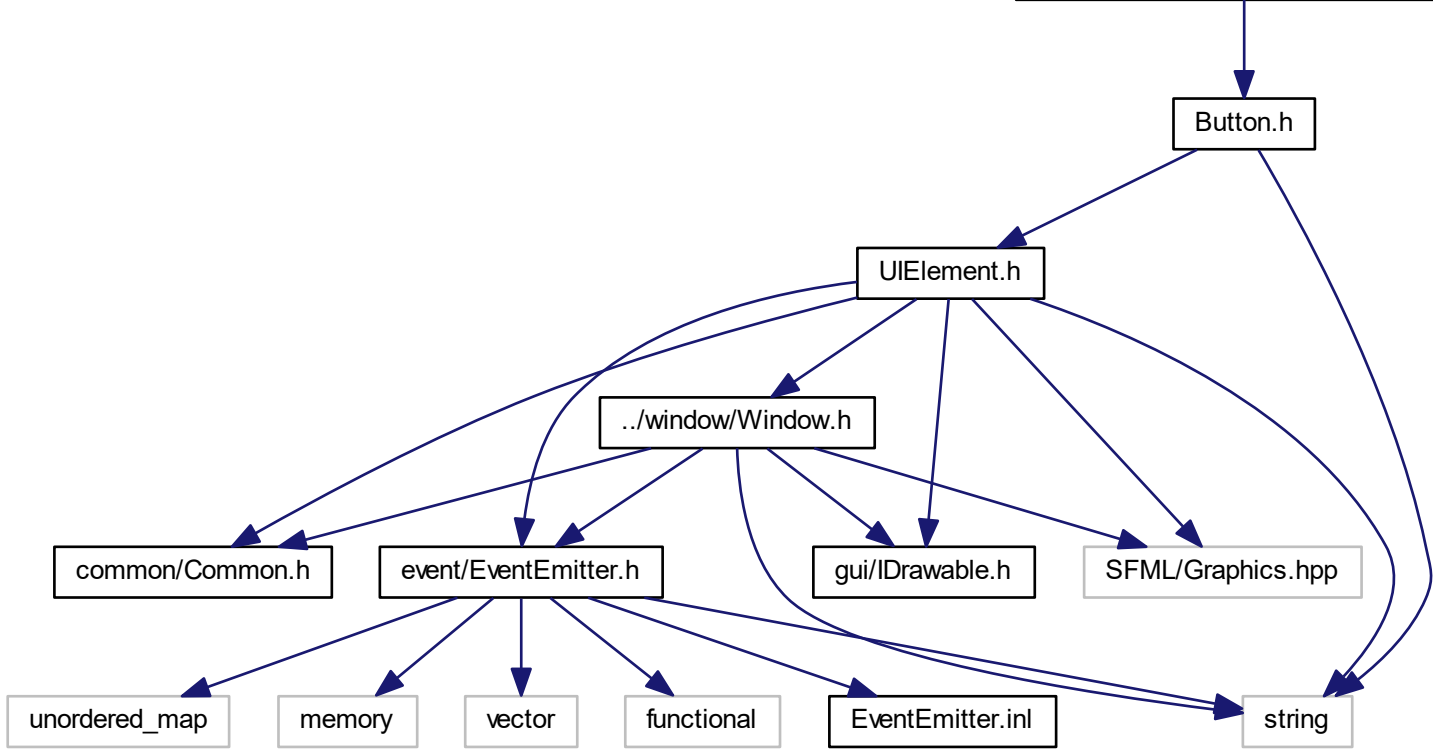 Button.h
UIElement.h
../window/Window.h
common/Common.h
event/EventEmitter.h
gui/IDrawable.h
SFML/Graphics.hpp
unordered_map
memory
vector
functional
EventEmitter.inl
string